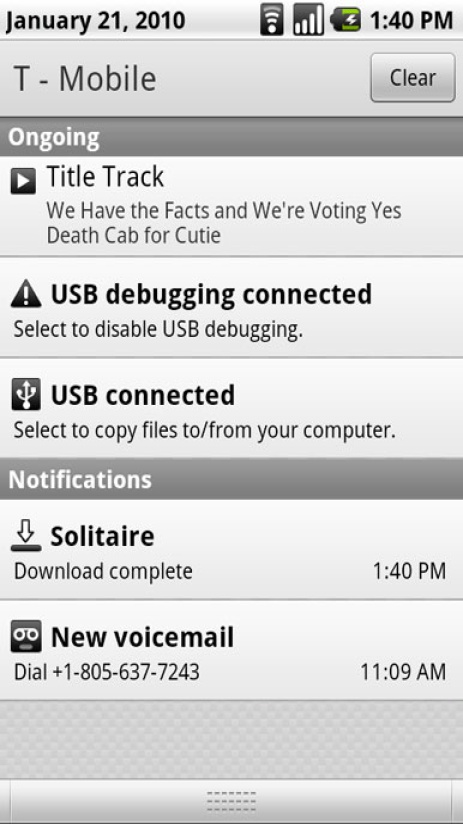 January 21, 2010 1:40 PM
T - Mobile Clear
Ongoing
Title Track
We Have the Facts and We're Voting Yes
Death Cab for Cutie
USB debugging connected
Select to disable USB debugging.
USB connected
Select to copy files to/from your computer.
Notifications
Solitaire
Download complete 1:40 PM
New voicemail
Dial +1-805-637-7243 11:09 AM